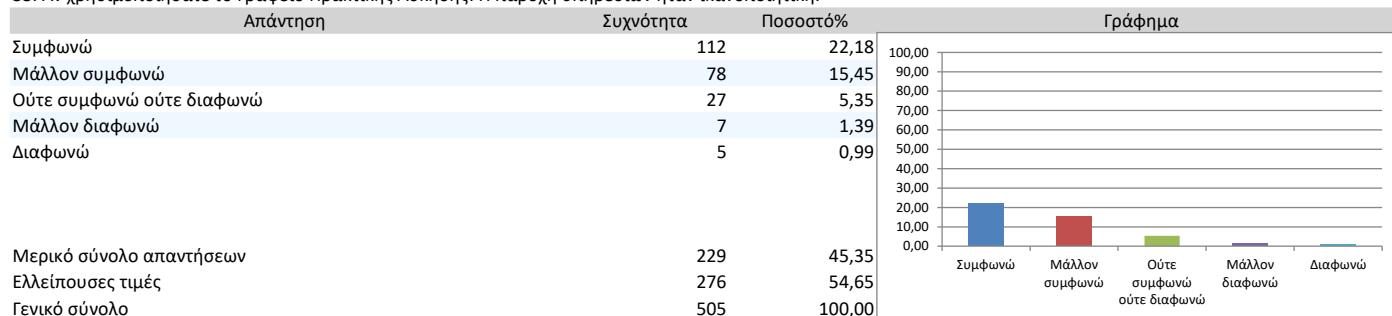 Απάντηση Συχνότητα Ποσοστό% Γράφημα
Συμφωνώ 112 22,18
Μάλλον συμφωνώ 78 15,45
Ούτε συμφωνώ ούτε διαφωνώ 27 5,35
Μάλλον διαφωνώ 7 1,39
Διαφωνώ 5 0,99
Μερικό σύνολο απαντήσεων 229 45,35
Ελλείπουσες τιμές 276 54,65
Γενικό σύνολο 505 100,00
100,00
90,00
80,00
70,00
60,00
50,00
40,00
30,00
20,00
10,00
0,00
Συμφωνώ Μάλλον Ούτε Μάλλον Διαφωνώ
συμφωνώ συμφωνώ διαφωνώ
ούτε διαφωνώ